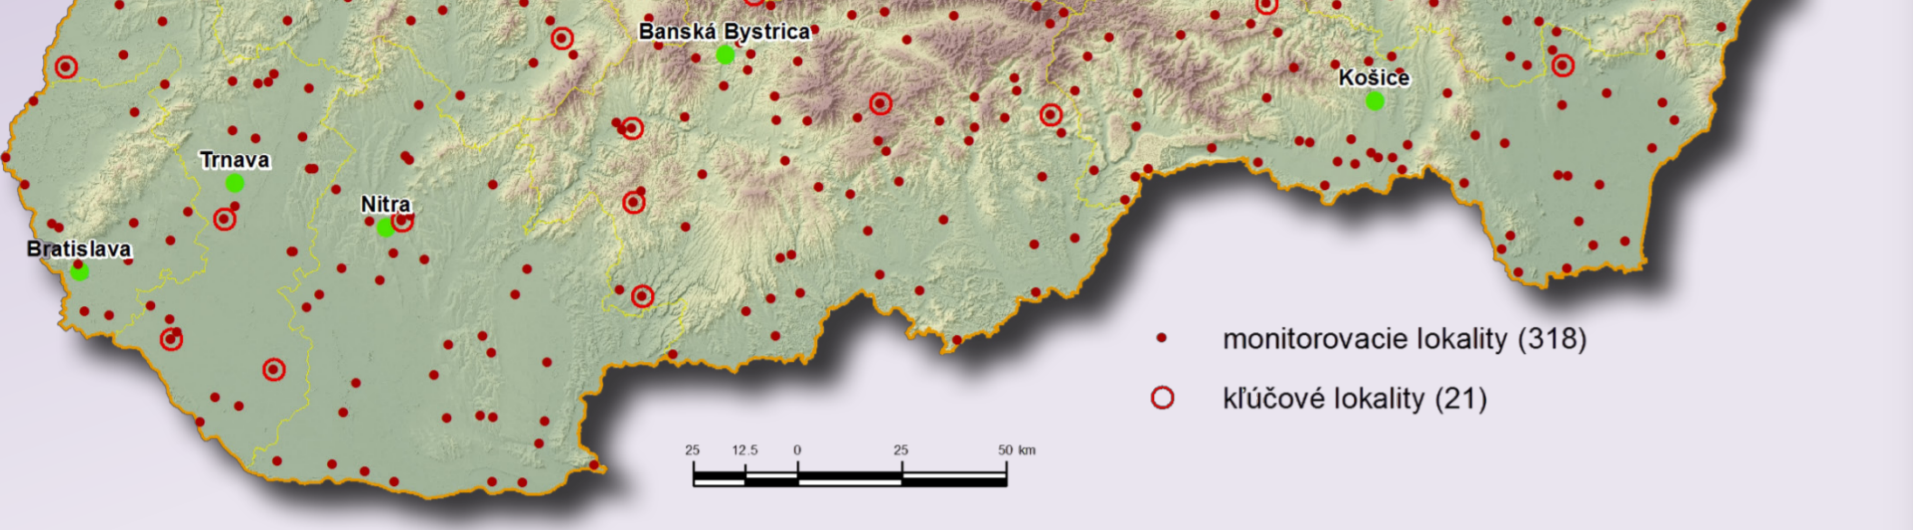 Banská Bystrica
Košice
Trnava
Nitra
Bratislava
monitorovacie lokality (318)
kľúčové lokality (21)
25 12.5 0 25 50 km